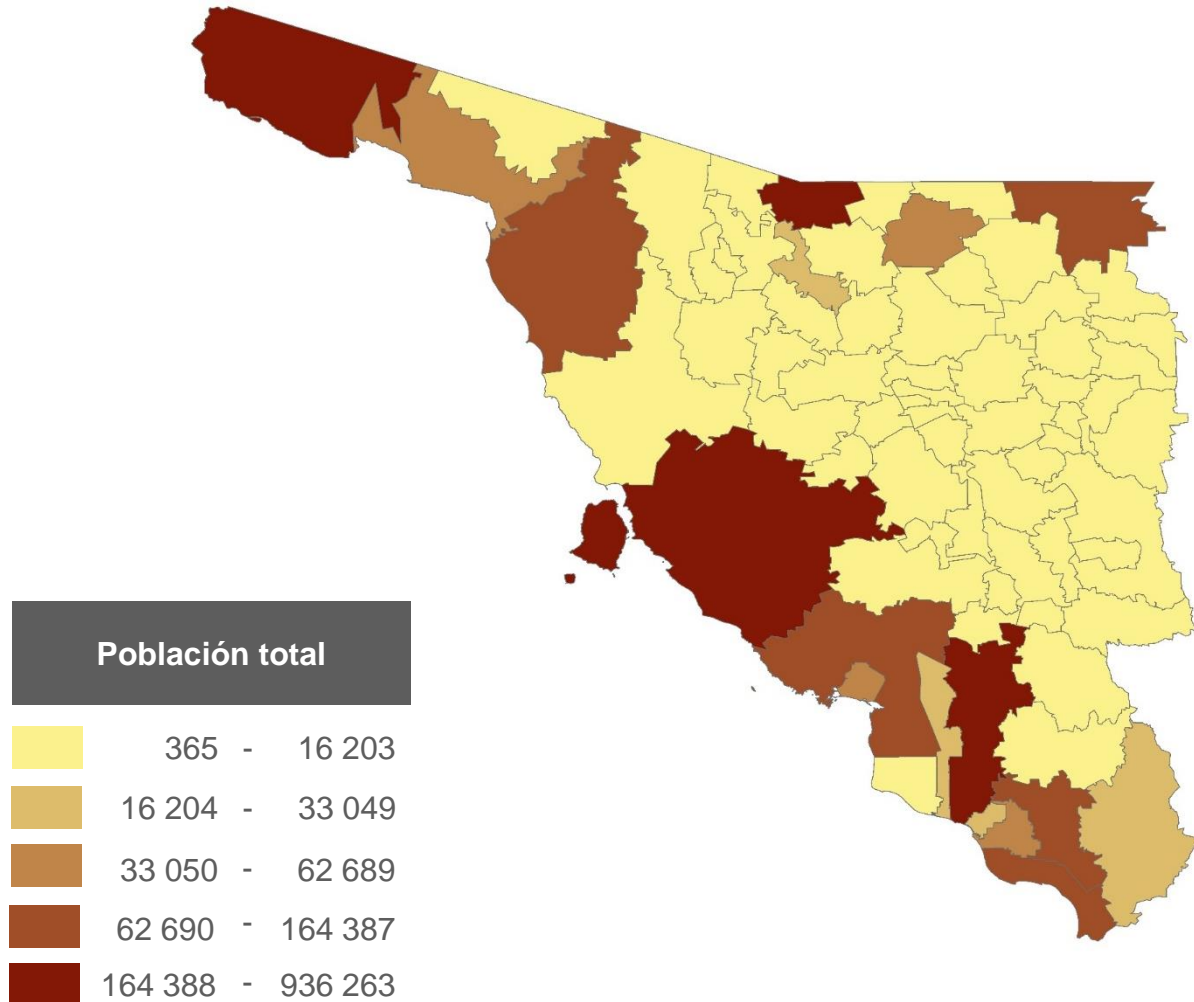 Población total
365 - 16 203
16 204 - 33 049
33 050 - 62 689
62 690 - 164 387
164 388 - 936 263